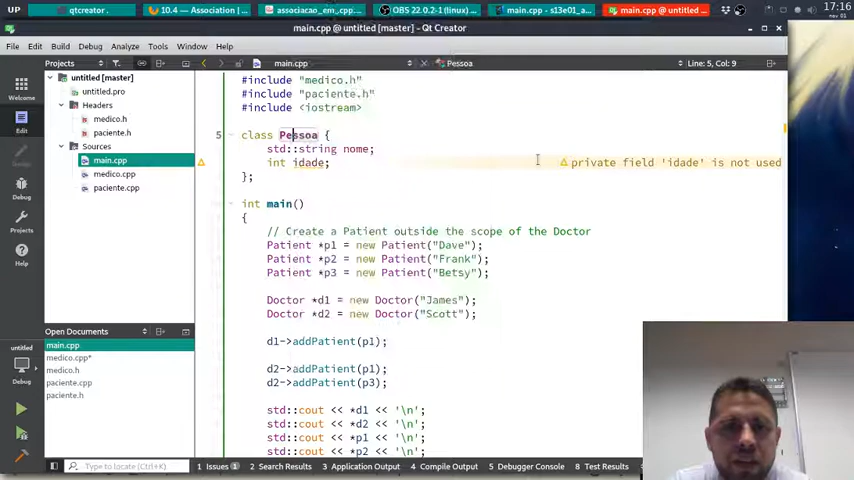 UP
qtcreator .
10.4 — Association |...
associacao_em_cpp...
OBS 22.0.2-1 (linux) ...
main.cpp - s13e01_a...
main.cpp @ untitled ...
17:16
nov 01
main.cpp @ untitled [master] - Qt Creator
File Edit Build Debug Analyze Tools Window Help
Projects
main.cpp
Pessoa
Line: 5, Col: 9
Welcome
Edit
Design
Debug
Projects
Help
untitled
Debug
untitled [master]
untitled.pro
Headers
medico.h
paciente.h
Sources
main.cpp
medico.cpp
paciente.cpp
Open Documents
main.cpp
medico.cpp*
medico.h
paciente.cpp
paciente.h
#include "medico.h"
#include "paciente.h"
#include <iostream>
5 class Pessoa {
std::string nome;
int idade; private field 'idade' is not used
};
int main()
{
// Create a Patient outside the scope of the Doctor
Patient *p1 = new Patient("Dave");
Patient *p2 = new Patient("Frank");
Patient *p3 = new Patient("Betsy");
Doctor *d1 = new Doctor("James");
Doctor *d2 = new Doctor("Scott");
d1->addPatient(p1);
d2->addPatient(p1);
d2->addPatient(p3);
std::cout << *d1 << '\n';
std::cout << *d2 << '\n';
std::cout << *p1 << '\n';
std::cout << *p2 << '\n';
Type to locate (Ctrl+K)
1 Issues 1
2 Search Results
3 Application Output
4 Compile Output
5 Debugger Console
8 Test Results